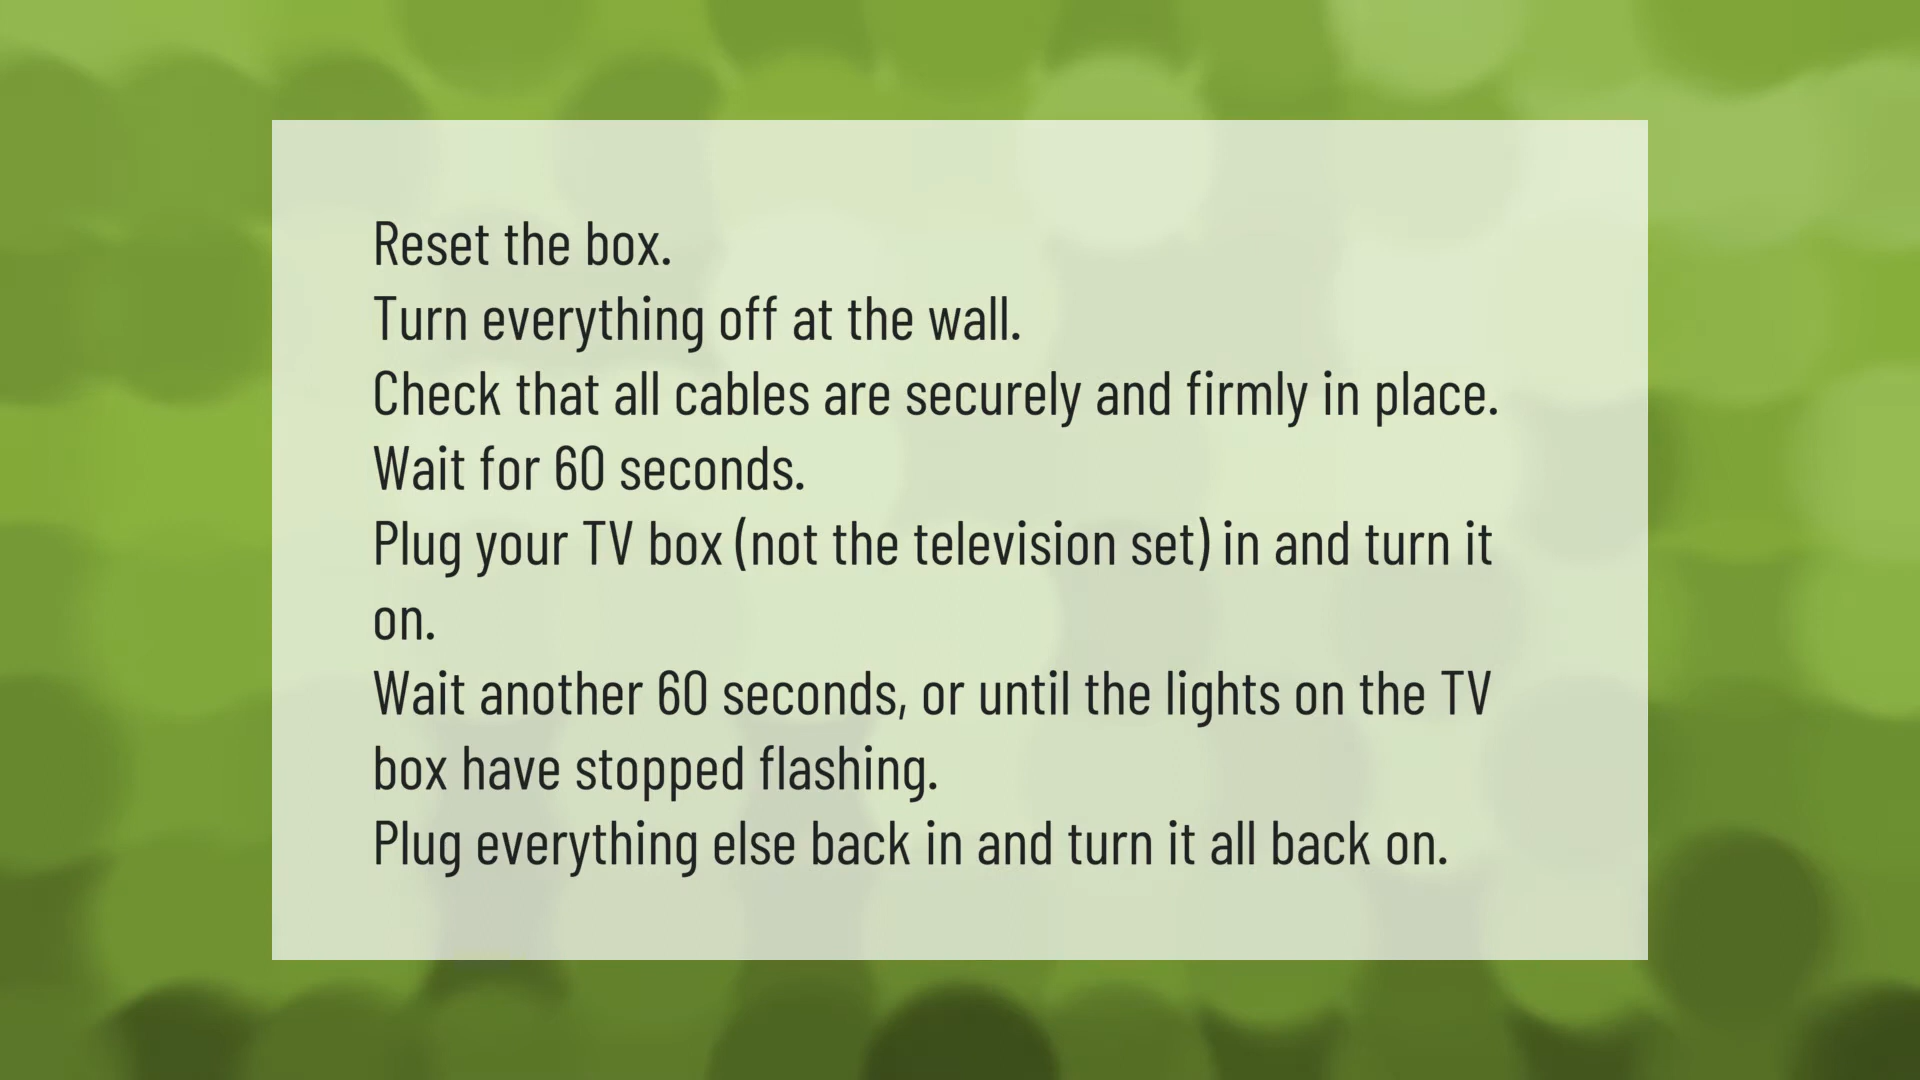 Reset the box.
Turn everything off at the wall.
Check that all cables are securely and firmly in place.
Wait for 60 seconds.
Plug your TV box (not the television set) in and turn it
on.
Wait another 60 seconds, or until the lights on the TV
box have stopped flashing.
Plug everything else back in and turn it all back on.